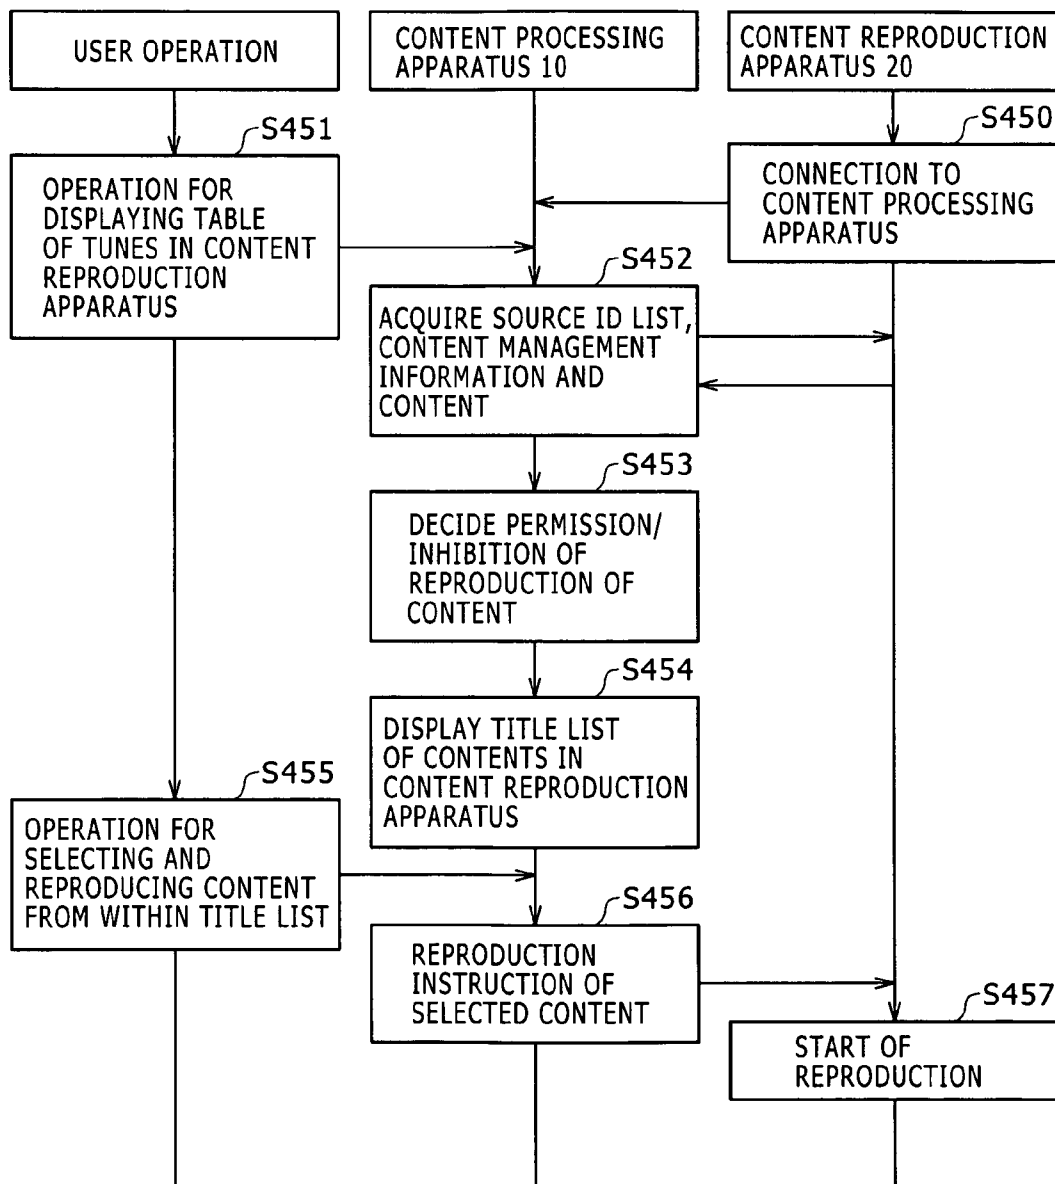 USER OPERATION
CONTENT PROCESSING
APPARATUS 10
CONTENT REPRODUCTION
APPARATUS 20
S450
CONNECTION TO
CONTENT PROCESSING
APPARATUS
S451
OPERATION FOR
DISPLAYING TABLE
OF TUNES IN CONTENT
REPRODUCTION
APPARATUS
S452
ACQUIRE SOURCE ID LIST,
CONTENT MANAGEMENT
INFORMATION AND
CONTENT
S453
DECIDE PERMISSION/
INHIBITION OF
REPRODUCTION OF
CONTENT
S454
DISPLAY TITLE LIST
OF CONTENTS IN
CONTENT REPRODUCTION
APPARATUS
S455
OPERATION FOR
SELECTING AND
REPRODUCING CONTENT
FROM WITHIN TITLE LIST
S456
REPRODUCTION
INSTRUCTION OF
SELECTED CONTENT
S457
START OF
REPRODUCTION